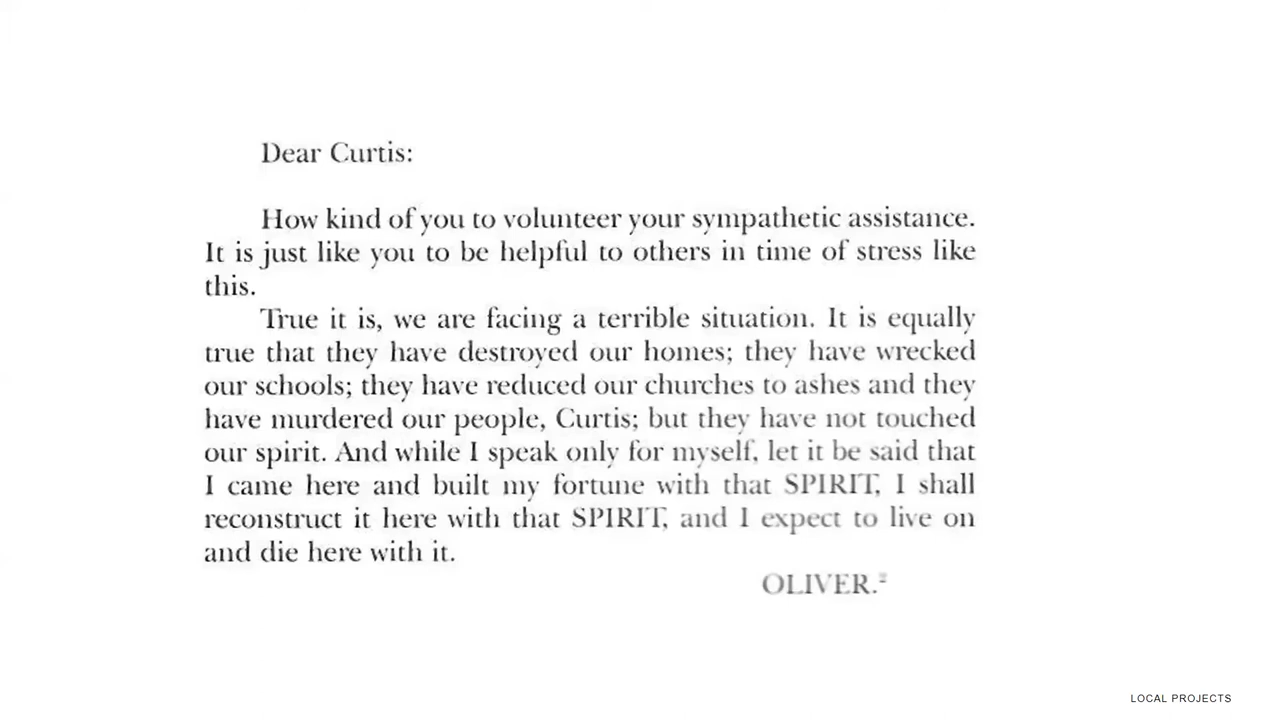 Dear Curtis:
How kind of you to volunteer your sympathetic assistance.
It is just like you to be helpful to others in time of stress like
this.
True it is, we are facing a terrible situation. It is equally
true that they have destroyed our homes; they have wrecked
our schools; they have reduced our churches to ashes and they
have murdered our people, Curtis; but they have not touched
our spirit. And while I speak only for myself, let it be said that
I came here and built my fortune with that SPIRIT, I shall
reconstruct it here with that SPIRIT, and I expect to live on
and die here with it.
OLIVER.²
LOCAL PROJECTS